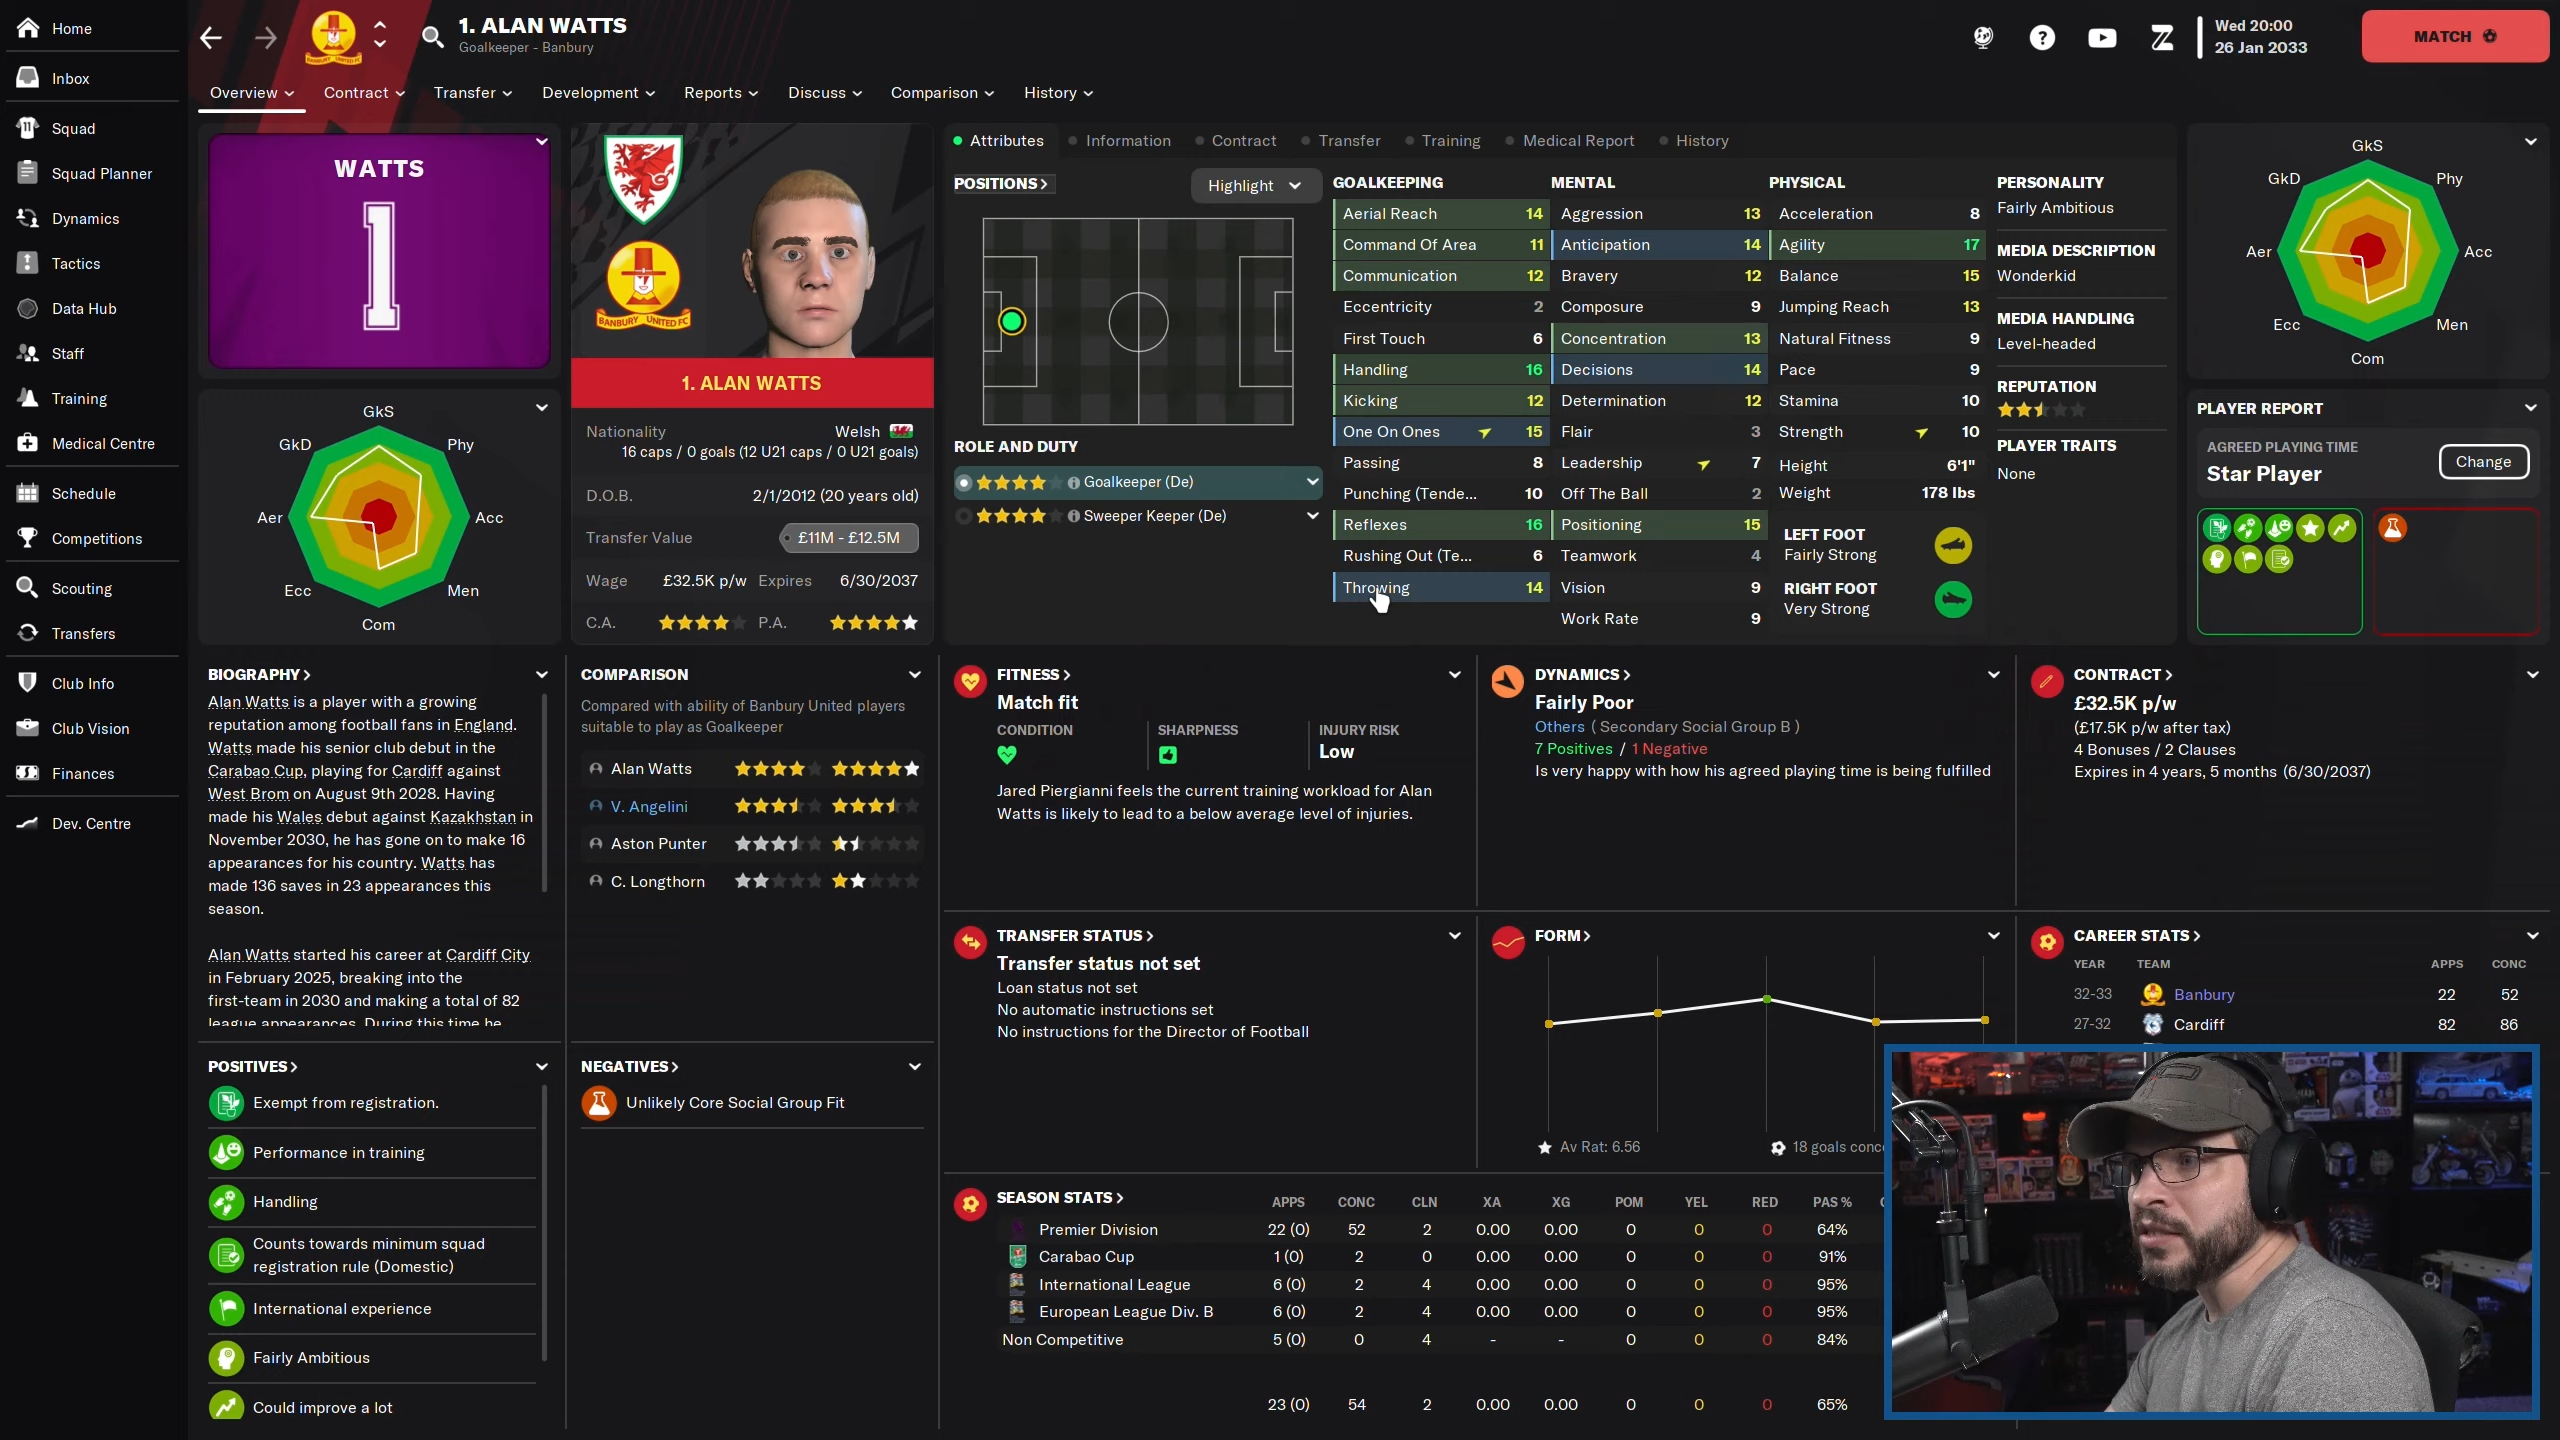 Home
Inbox
Squad
Squad Planner
Dynamics
Tactics
Data Hub
Staff
Training
Medical Centre
Schedule
Competitions
Scouting
Transfers
Club Info
Club Vision
Finances
Dev. Centre
1. ALAN WATTS
Goalkeeper - Banbury
Wed 20:00
26 Jan 2033
MATCH
Overview
Contract
Transfer
Development
Reports
Discuss
Comparison
History
WATTS
1
GkS
Phy
Acc
Men
Com
Ecc
Aer
GkD
BANBURY UNITED FC
1. ALAN WATTS
Nationality Welsh
16 caps / 0 goals (12 U21 caps / 0 U21 goals)
D.O.B. 2/1/2012 (20 years old)
Transfer Value £11M - £12.5M
Wage £32.5K p/w Expires 6/30/2037
C.A. P.A.
Attributes
Information
Contract
Transfer
Training
Medical Report
History
POSITIONS
Highlight
ROLE AND DUTY
Goalkeeper (De)
Sweeper Keeper (De)
GOALKEEPING
Aerial Reach 14
Command Of Area 11
Communication 12
Eccentricity 2
First Touch 6
Handling 16
Kicking 12
One On Ones 15
Passing 8
Punching (Tende... 10
Reflexes 16
Rushing Out (Te... 6
Throwing 14
MENTAL
Aggression 13
Anticipation 14
Bravery 12
Composure 9
Concentration 13
Decisions 14
Determination 12
Flair 3
Leadership 7
Off The Ball 2
Positioning 15
Teamwork 4
Vision 9
Work Rate 9
PHYSICAL
Acceleration 8
Agility 17
Balance 15
Jumping Reach 13
Natural Fitness 9
Pace 9
Stamina 10
Strength 10
Height 6'1"
Weight 178 lbs
LEFT FOOT
Fairly Strong
RIGHT FOOT
Very Strong
PERSONALITY
Fairly Ambitious
MEDIA DESCRIPTION
Wonderkid
MEDIA HANDLING
Level-headed
REPUTATION
PLAYER TRAITS
None
GkS
Phy
Acc
Men
Com
Ecc
Aer
GkD
PLAYER REPORT
AGREED PLAYING TIME
Star Player
Change
BIOGRAPHY
Alan Watts is a player with a growing
reputation among football fans in England.
Watts made his senior club debut in the
Carabao Cup, playing for Cardiff against
West Brom on August 9th 2028. Having
made his Wales debut against Kazakhstan in
November 2030, he has gone on to make 16
appearances for his country. Watts has
made 136 saves in 23 appearances this
season.
Alan Watts started his career at Cardiff City
in February 2025, breaking into the
first-team in 2030 and making a total of 82
league appearances. During this time he
COMPARISON
Compared with ability of Banbury United players
suitable to play as Goalkeeper
Alan Watts
V. Angelini
Aston Punter
C. Longthorn
FITNESS
Match fit
CONDITION
SHARPNESS
INJURY RISK
Low
Jared Piergianni feels the current training workload for Alan
Watts is likely to lead to a below average level of injuries.
DYNAMICS
Fairly Poor
Others ( Secondary Social Group B )
7 Positives / 1 Negative
Is very happy with how his agreed playing time is being fulfilled
CONTRACT
£32.5K p/w
(£17.5K p/w after tax)
4 Bonuses / 2 Clauses
Expires in 4 years, 5 months (6/30/2037)
TRANSFER STATUS
Transfer status not set
Loan status not set
No automatic instructions set
No instructions for the Director of Football
FORM
Av Rat: 6.56
18 goals conc
CAREER STATS
YEAR TEAM APPS CONC
32-33 Banbury 22 52
27-32 Cardiff 82 86
POSITIVES
Exempt from registration.
Performance in training
Handling
Counts towards minimum squad
registration rule (Domestic)
International experience
Fairly Ambitious
Could improve a lot
NEGATIVES
Unlikely Core Social Group Fit
SEASON STATS APPS CONC CLN XA XG POM YEL RED PAS %
Premier Division 22 (0) 52 2 0.00 0.00 0 0 0 64%
Carabao Cup 1 (0) 2 0 0.00 0.00 0 0 0 91%
International League 6 (0) 2 4 0.00 0.00 0 0 0 95%
European League Div. B 6 (0) 2 4 0.00 0.00 0 0 0 95%
Non Competitive 5 (0) 0 4 - - 0 0 0 84%
23 (0) 54 2 0.00 0.00 0 0 0 65%